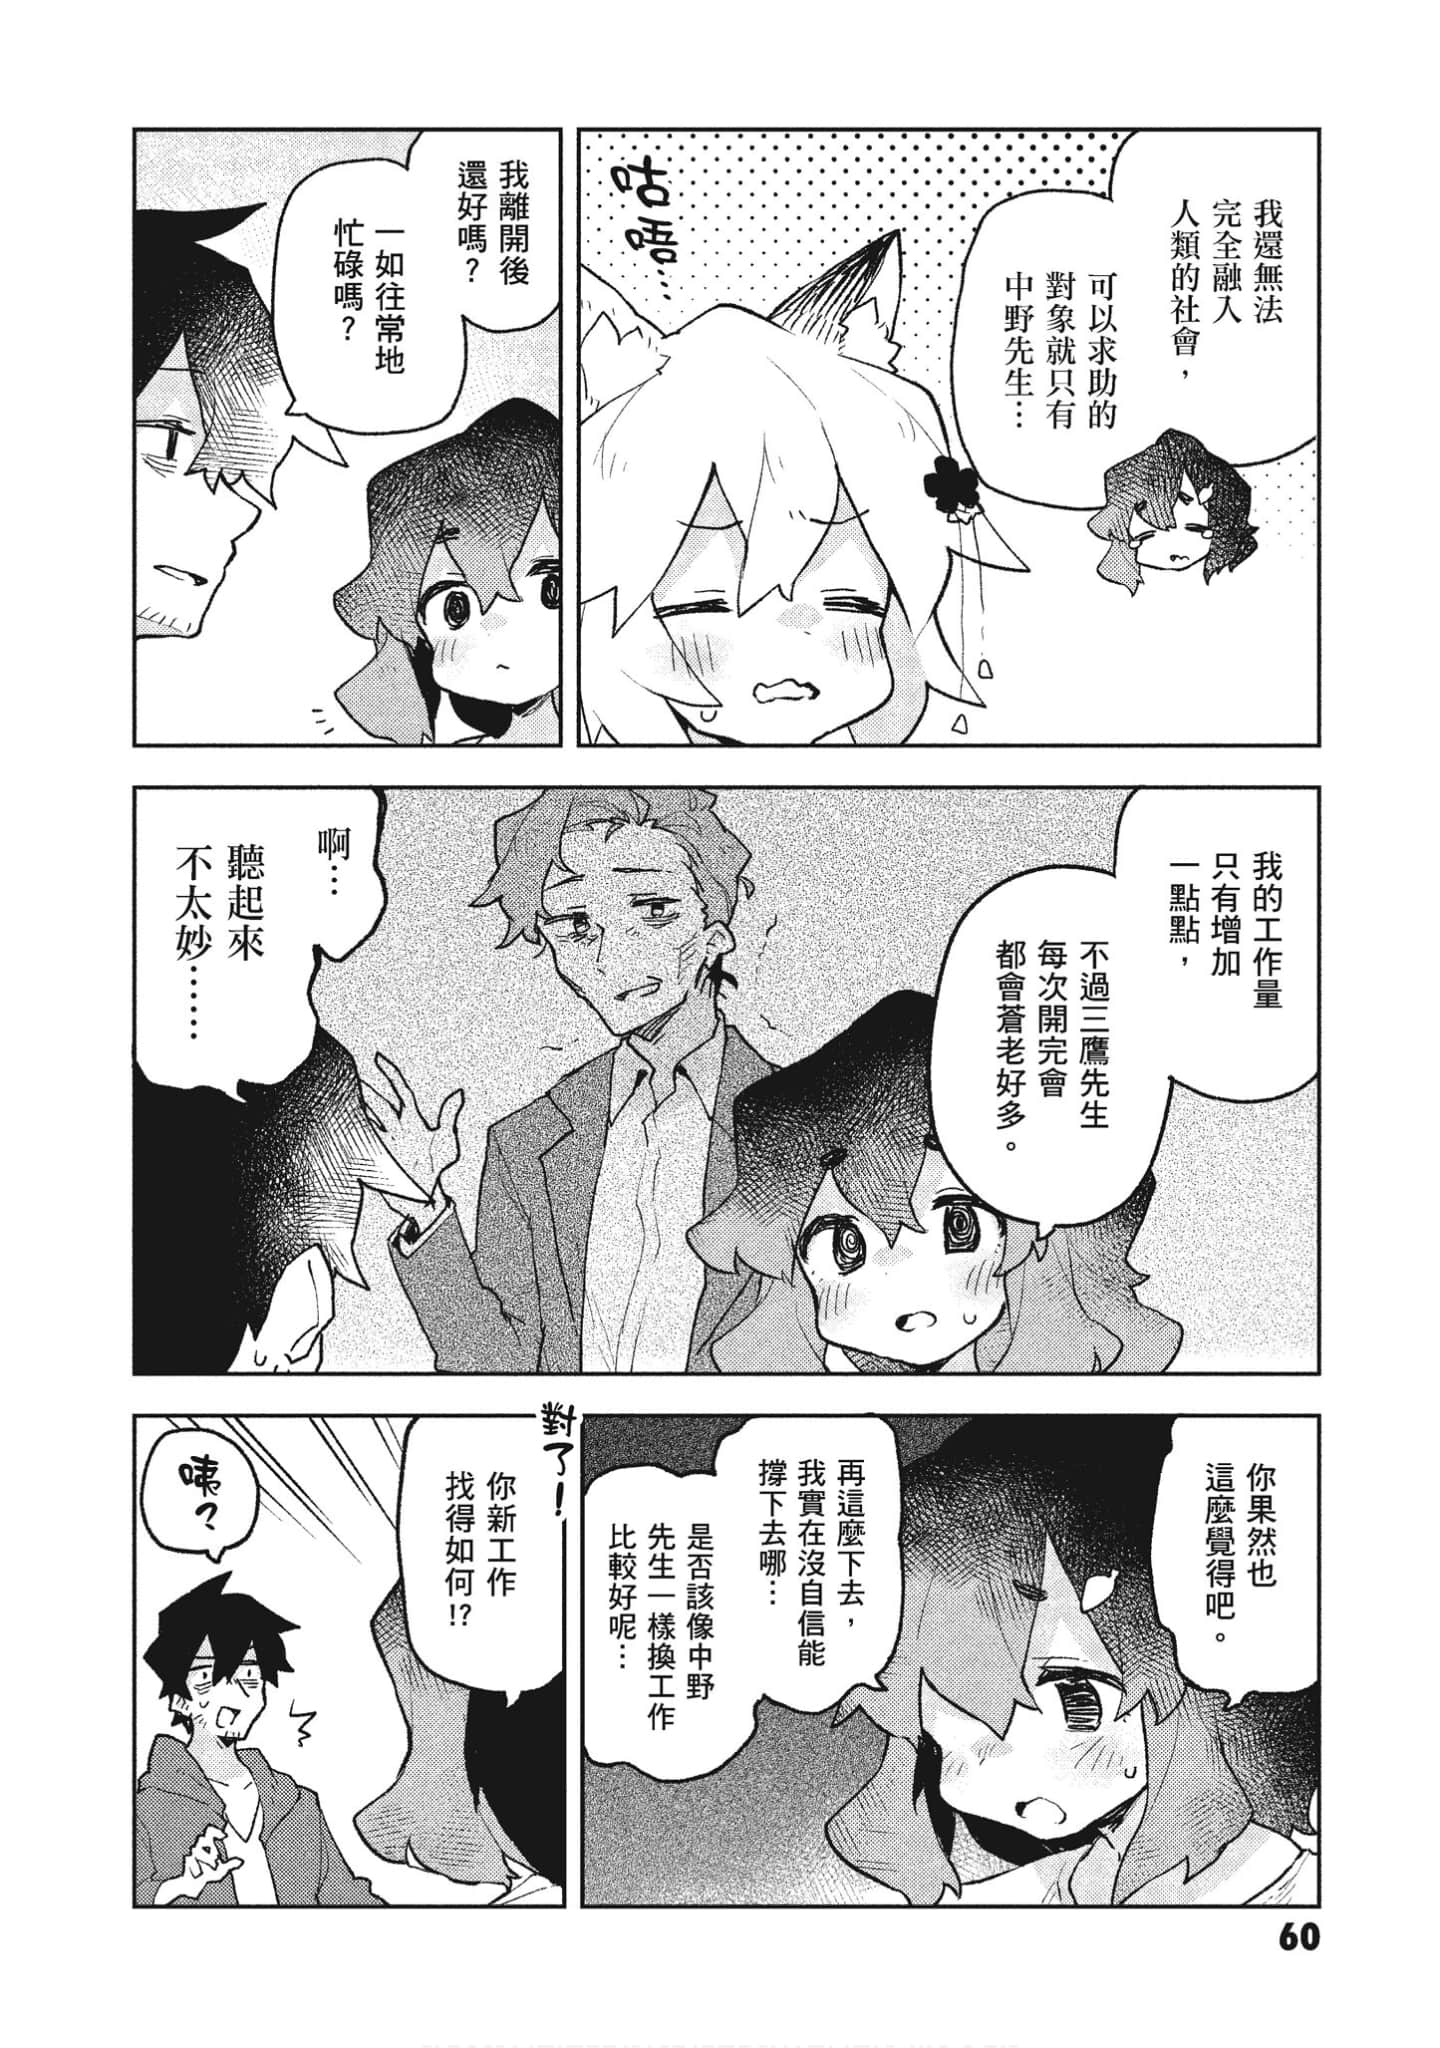 我還無法
完全融入
人類的社會，
可以求助的
對象就只有
中野先生…
咕唔…
我離開後
還好嗎？
一如往常地
忙碌嗎？
我的工作量
只有增加
一點點，
不過三鷹先生
每次開完會
都會蒼老好多。
啊…
聽起來
不太妙……
你果然也
這麼覺得吧。
再這麼下去，
我實在沒自信能
撐下去哪…
是否該像中野
先生一樣換工作
比較好呢…
對了！
你新工作
找得如何!?
咦？
60